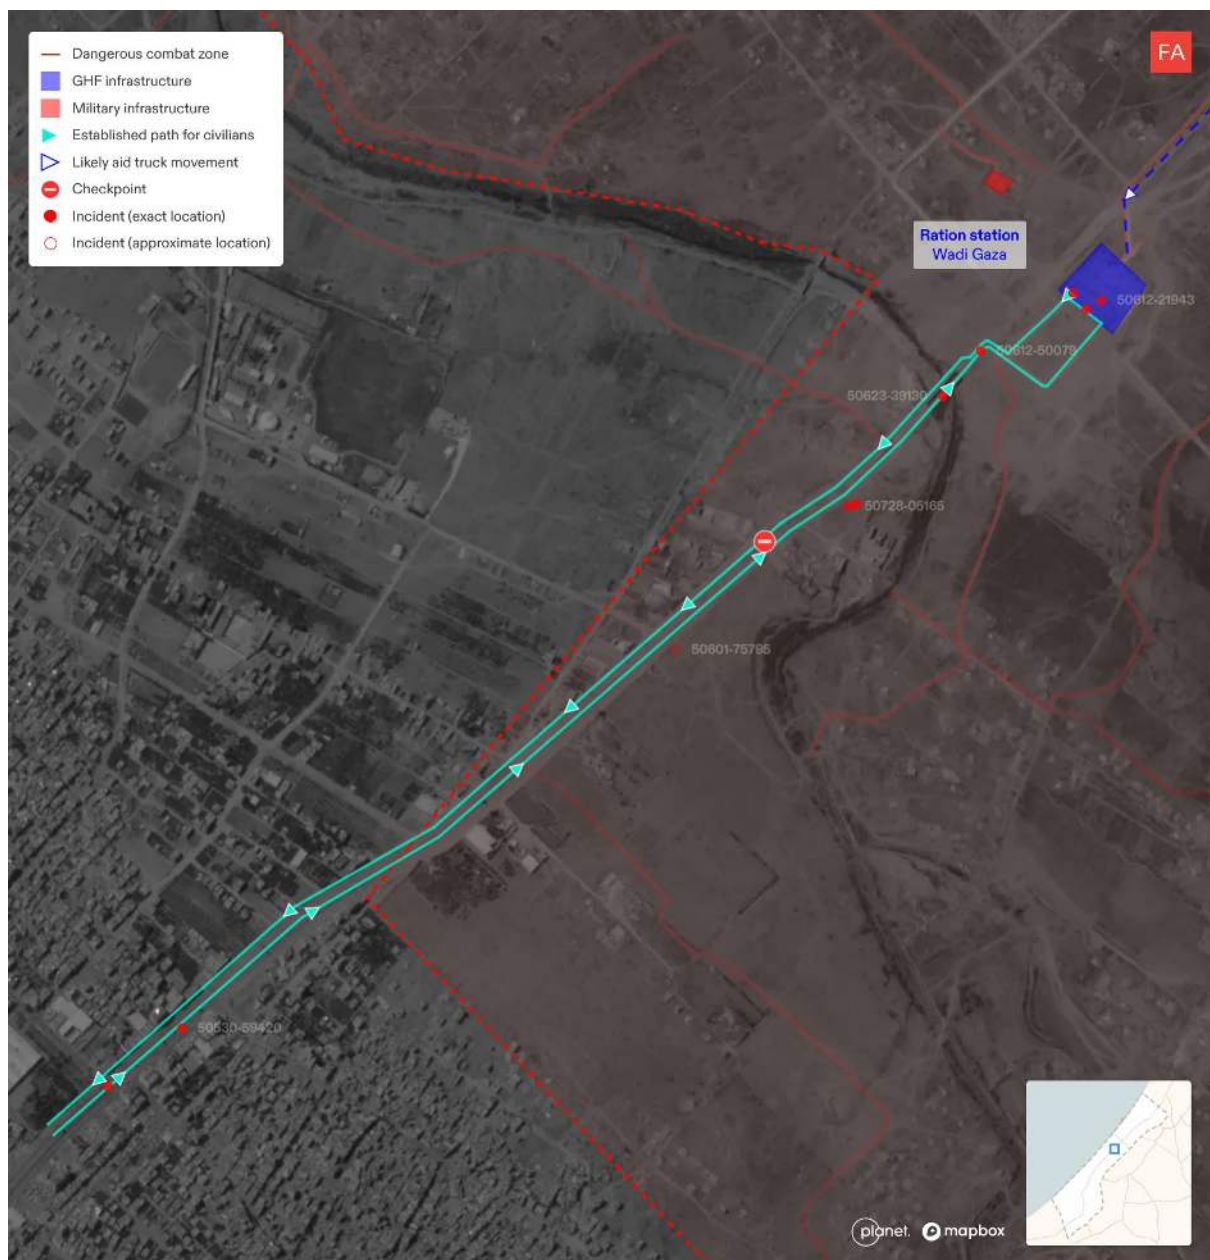 Dangerous combat zone
GHF infrastructure
Military infrastructure
Established path for civilians
Likely aid truck movement
Checkpoint
Incident (exact location)
Incident (approximate location)
FA
Ration station
Wadi Gaza
50612-21943
50612-50079
50623-39130
50728-05165
50601-75795
50530-59420
planet.
mapbox